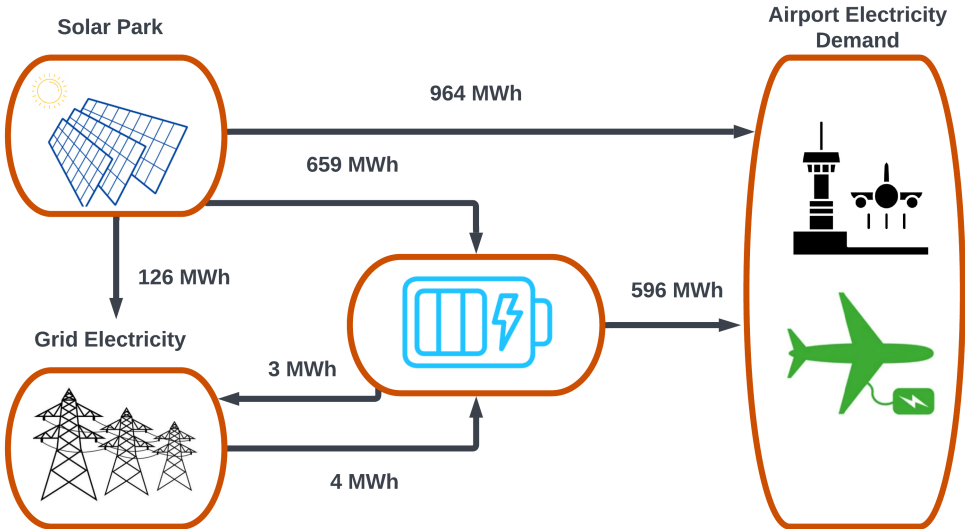 Solar Park
Airport Electricity
Demand
964 MWh
659 MWh
126 MWh
596 MWh
Grid Electricity
3 MWh
4 MWh